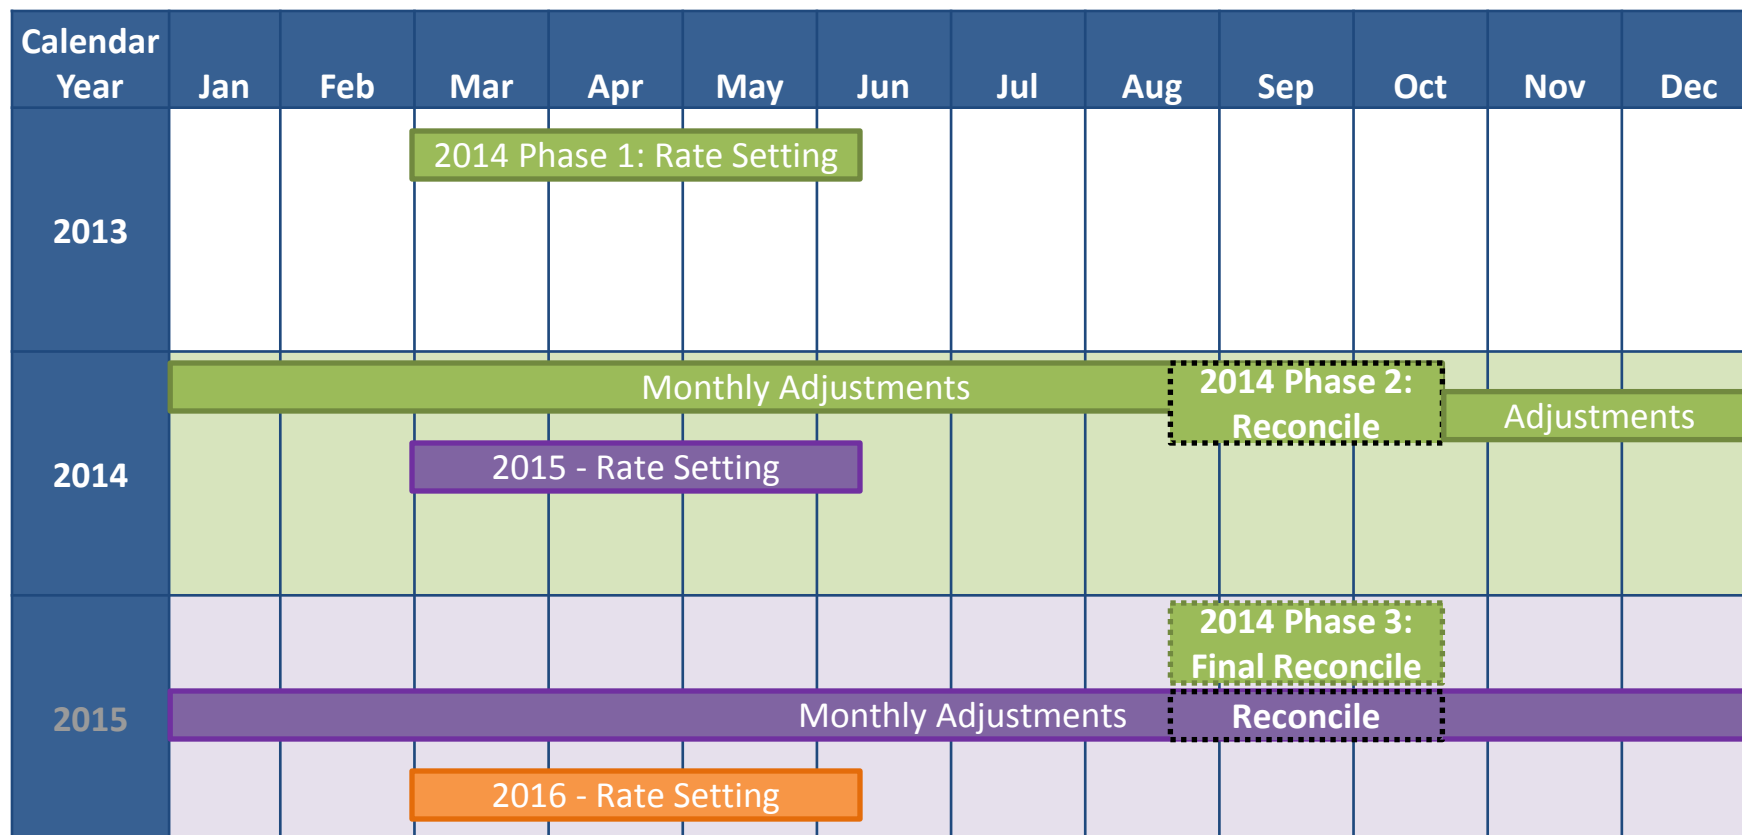 Calendar
Year Jan Feb Mar Apr May Jun Jul Aug Sep Oct Nov Dec
2013
2014 Phase 1: Rate Setting
2014
Monthly Adjustments
2014 Phase 2:
Reconcile
Adjustments
2015 - Rate Setting
2015
2014 Phase 3:
Final Reconcile
Monthly Adjustments
Reconcile
2016 - Rate Setting